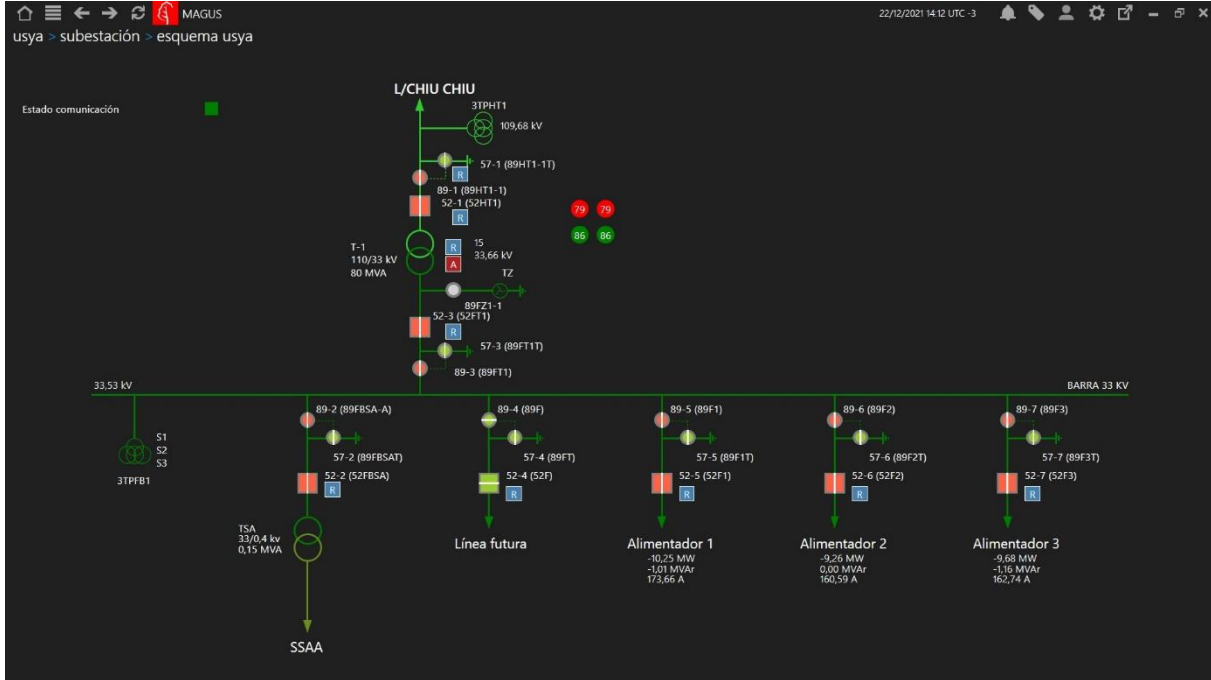 MAGUS
22/12/2021 14:12 UTC -3
usya > subestación > esquema usya
L/CHIU CHIU
Estado comunicación
3TPHT1
109,68 kV
57-1 (89HT1-1T)
R
89-1 (89HT1-1)
52-1 (52HT1)
R
79 79
86 86
T-1
110/33 kV
80 MVA
R
A
15
33,66 kV
TZ
89FZ1-1
52-3 (52FT1)
R
57-3 (89FT1T)
89-3 (89FT1)
33,53 kV
BARRA 33 KV
S1
S2
S3
3TPFB1
89-2 (89FBSA-A)
57-2 (89FBSAT)
52-2 (52FBSA)
R
TSA
33/0,4 kv
0,15 MVA
SSAA
89-4 (89F)
57-4 (89FT)
52-4 (52F)
R
Línea futura
89-5 (89F1)
57-5 (89F1T)
52-5 (52F1)
R
Alimentador 1
-10,25 MW
-1,01 MVAr
173,66 A
89-6 (89F2)
57-6 (89F2T)
52-6 (52F2)
R
Alimentador 2
-9,26 MW
0,00 MVAr
160,59 A
89-7 (89F3)
57-7 (89F3T)
52-7 (52F3)
R
Alimentador 3
-9,68 MW
-1,16 MVAr
162,74 A